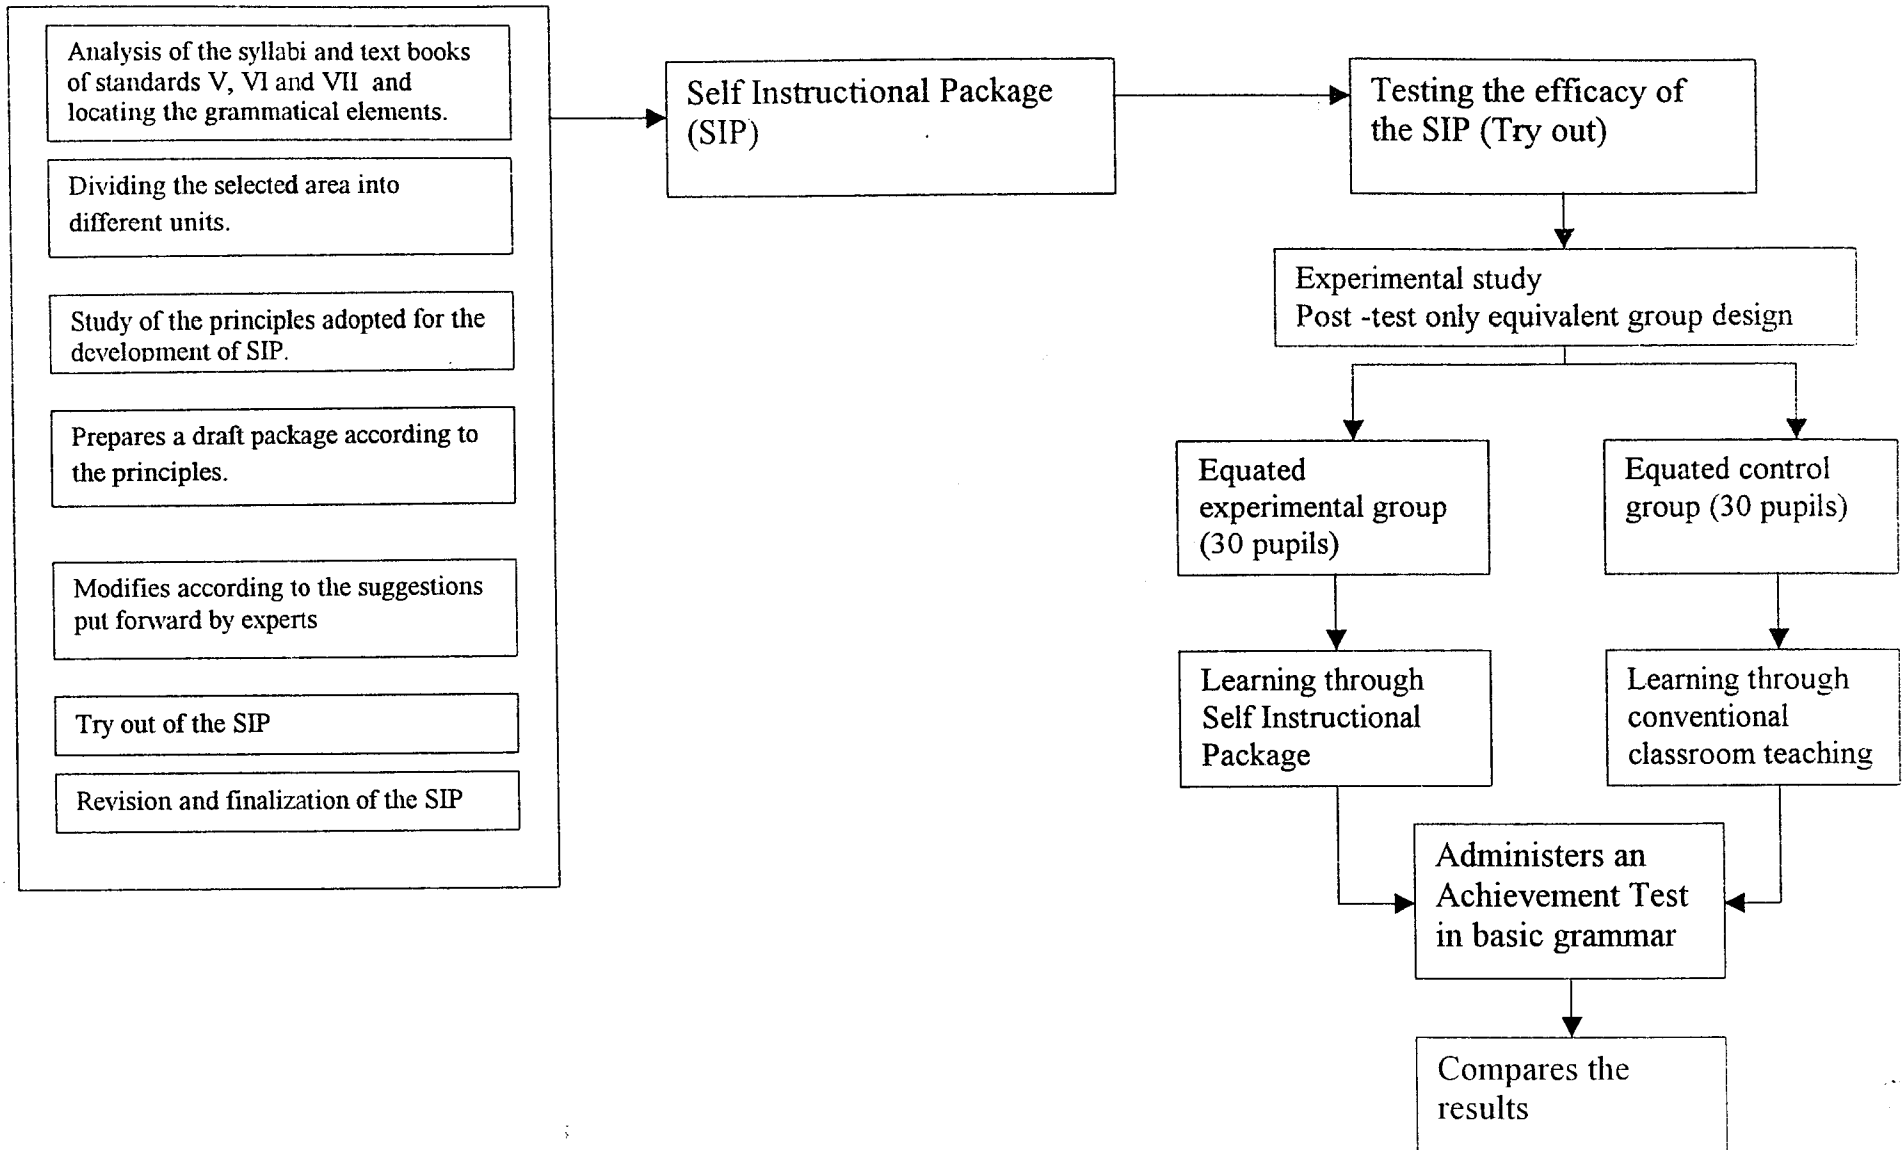 Analysis of the syllabi and text books
of standards V, VI and VII and
locating the grammatical elements.
Dividing the selected area into
different units.
Study of the principles adopted for the
development of SIP.
Prepares a draft package according to
the principles.
Modifies according to the suggestions
put forward by experts
Try out of the SIP
Revision and finalization of the SIP
Self Instructional Package
(SIP)
Testing the efficacy of
the SIP (Try out)
Experimental study
Post -test only equivalent group design
Equated
experimental group
(30 pupils)
Equated control
group (30 pupils)
Learning through
Self Instructional
Package
Learning through
conventional
classroom teaching
Administers an
Achievement Test
in basic grammar
Compares the
results